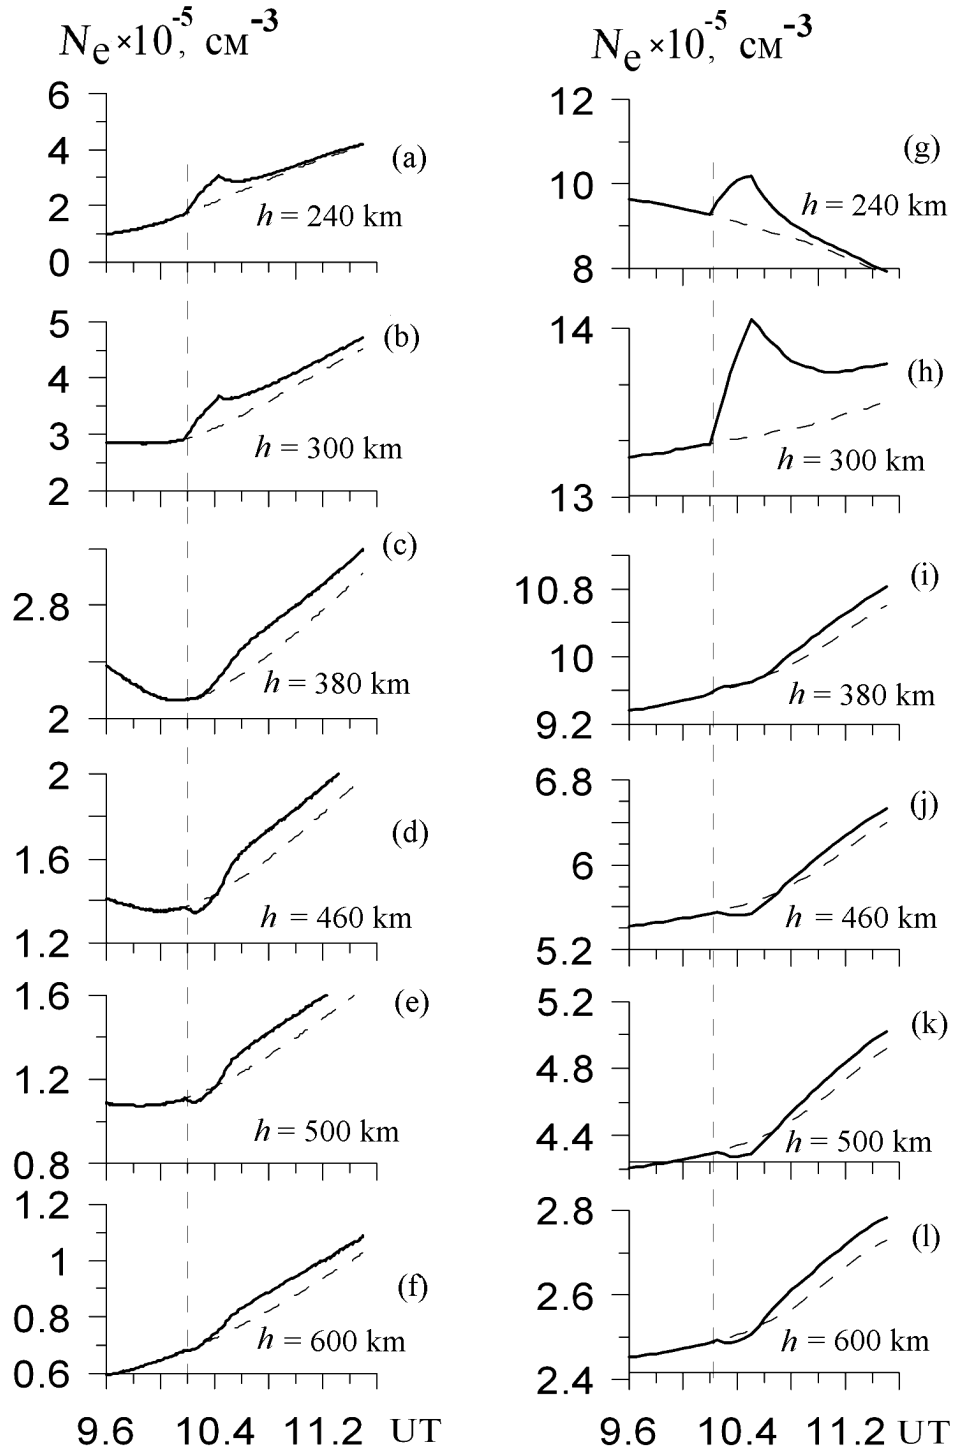 Nₑ×10⁻⁵, см⁻³
6
4
2
0
(a)
h = 240 km
5
4
3
2
(b)
h = 300 km
2.8
2
(c)
h = 380 km
2
1.6
1.2
(d)
h = 460 km
1.6
1.2
0.8
(e)
h = 500 km
1.2
1
0.8
0.6
(f)
h = 600 km
9.6 10.4 11.2 UT
Nₑ×10⁻⁵, см⁻³
12
10
8
(g)
h = 240 km
14
13
(h)
h = 300 km
10.8
10
9.2
(i)
h = 380 km
6.8
6
5.2
(j)
h = 460 km
5.2
4.8
4.4
(k)
h = 500 km
2.8
2.6
2.4
(l)
h = 600 km
9.6 10.4 11.2 UT